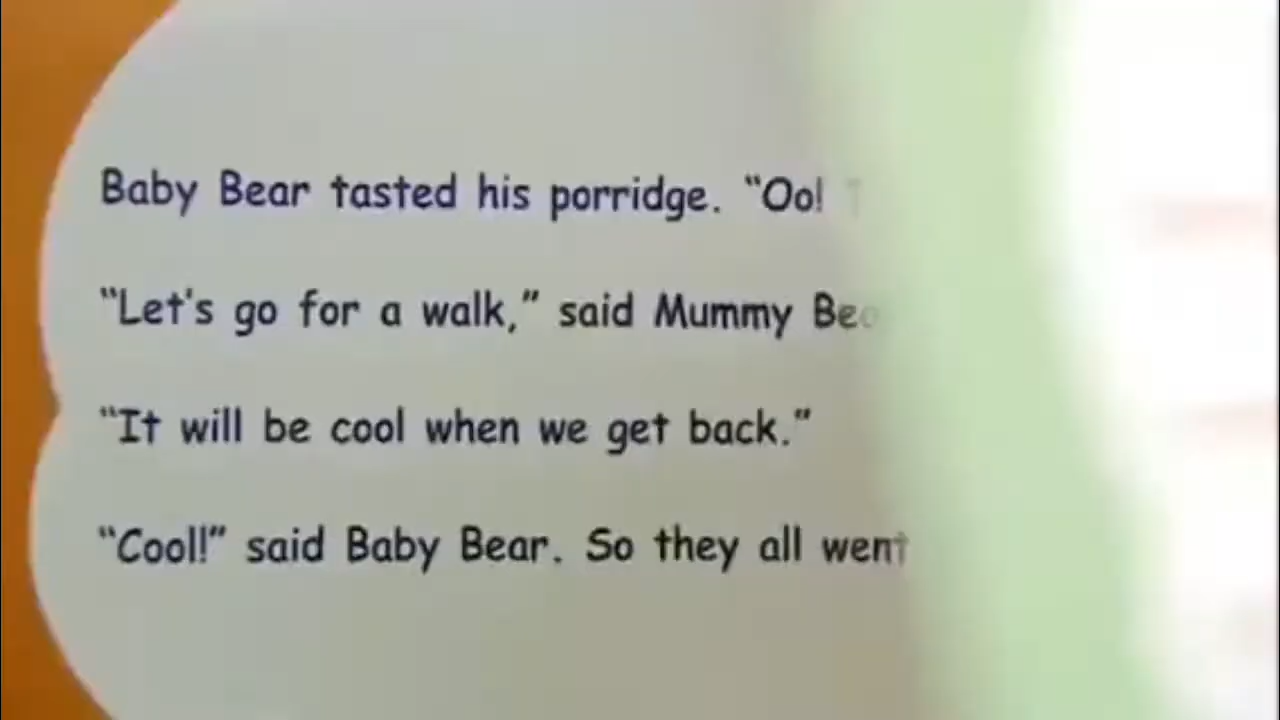 Baby Bear tasted his porridge. “Oo!
“Let's go for a walk,” said Mummy
“It will be cool when we get back.”
“Cool!” said Baby Bear. So they all went